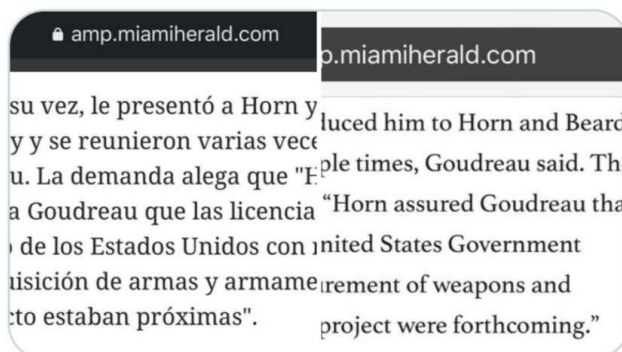 amp.miamiherald.com
su vez, le presentó a Horn y
y y se reunieron varias vece
u. La demanda alega que "H
a Goudreau que las licencia
de los Estados Unidos con
uisición de armas y armame
cto estaban próximas".
p.miamiherald.com
duced him to Horn and Beard
ple times, Goudreau said. Th
“Horn assured Goudreau tha
nited States Government
irement of weapons and
project were forthcoming.”